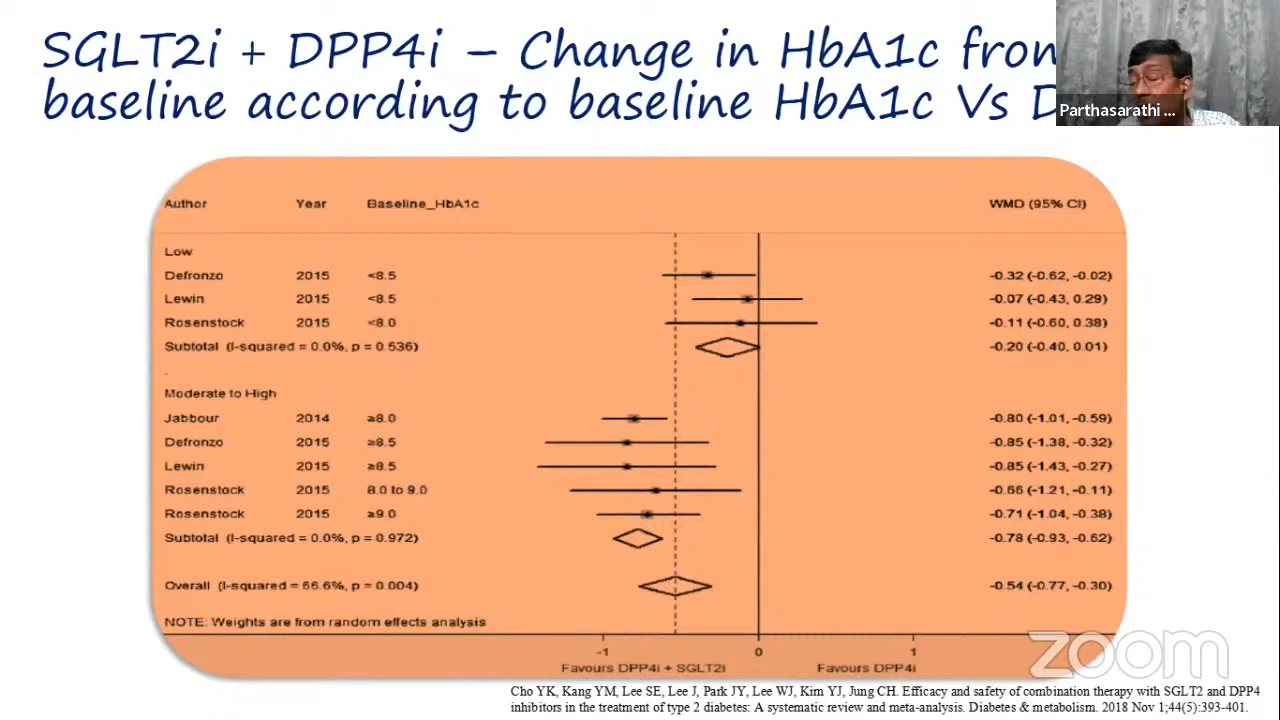 SGLT2i + DPP4i – Change in HbA1c from
baseline according to baseline HbA1c Vs D
Parthasarathi ...
Author Year Baseline_HbA1c WMD (95% CI)
Low
Defronzo 2015 <8.5 -0.32 (-0.62, -0.02)
Lewin 2015 <8.5 -0.07 (-0.43, 0.29)
Rosenstock 2015 <8.0 -0.11 (-0.60, 0.38)
Subtotal (I-squared = 0.0%, p = 0.536) -0.20 (-0.40, 0.01)
.
Moderate to High
Jabbour 2014 ≥8.0 -0.80 (-1.01, -0.59)
Defronzo 2015 ≥8.5 -0.85 (-1.38, -0.32)
Lewin 2015 ≥8.5 -0.85 (-1.43, -0.27)
Rosenstock 2015 8.0 to 9.0 -0.66 (-1.21, -0.11)
Rosenstock 2015 ≥9.0 -0.71 (-1.04, -0.38)
Subtotal (I-squared = 0.0%, p = 0.972) -0.78 (-0.93, -0.62)
Overall (I-squared = 66.6%, p = 0.004) -0.54 (-0.77, -0.30)
NOTE: Weights are from random effects analysis
-1 0 1
Favours DPP4i + SGLT2i Favours DPP4i
zoom
Cho YK, Kang YM, Lee SE, Lee J, Park JY, Lee WJ, Kim YJ, Jung CH. Efficacy and safety of combination therapy with SGLT2 and DPP4
inhibitors in the treatment of type 2 diabetes: A systematic review and meta-analysis. Diabetes & metabolism. 2018 Nov 1;44(5):393-401.